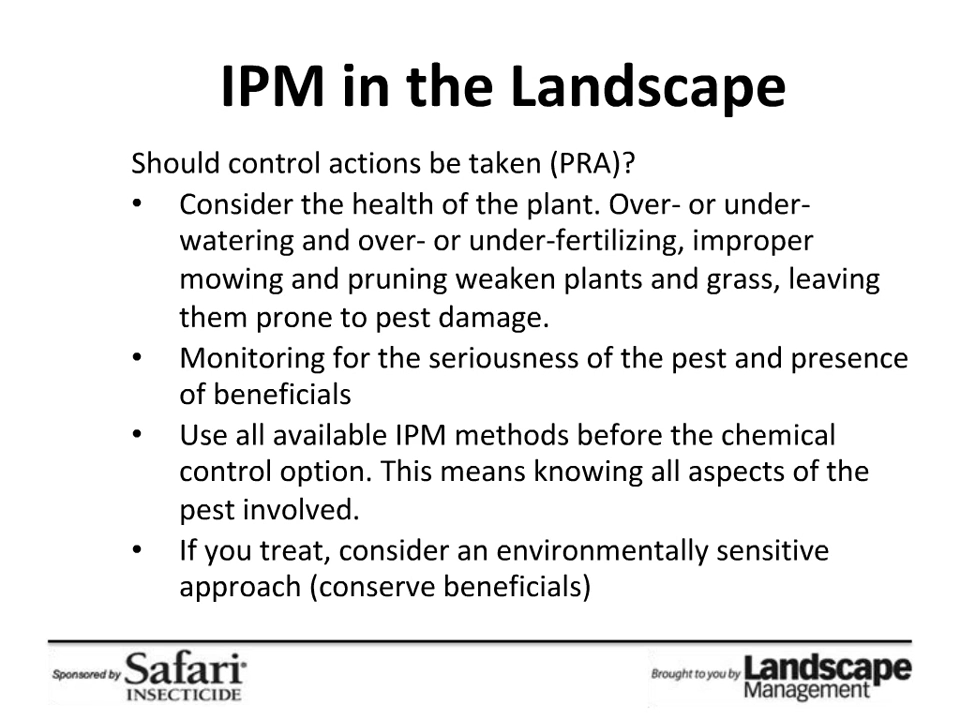 IPM in the Landscape
Should control actions be taken (PRA)?
• Consider the health of the plant. Over- or under-
watering and over- or under-fertilizing, improper
mowing and pruning weaken plants and grass, leaving
them prone to pest damage.
• Monitoring for the seriousness of the pest and presence
of beneficials
• Use all available IPM methods before the chemical
control option. This means knowing all aspects of the
pest involved.
• If you treat, consider an environmentally sensitive
approach (conserve beneficials)
Sponsored by Safari®
INSECTICIDE
Brought to you by Landscape
Management